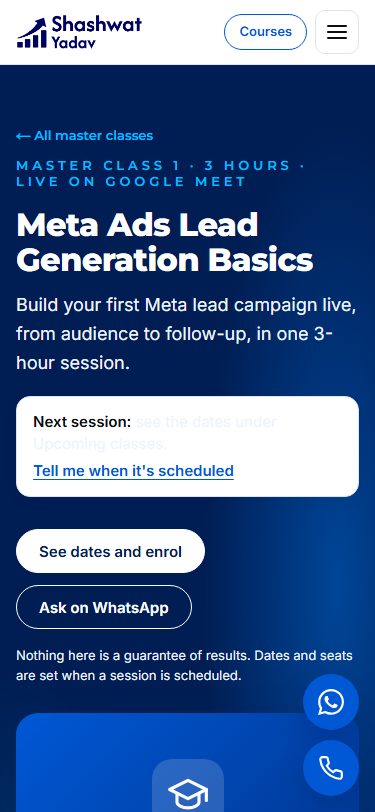 Shashwat
Yadav
Courses
← All master classes
MASTER CLASS 1 · 3 HOURS ·
LIVE ON GOOGLE MEET
Meta Ads Lead
Generation Basics
Build your first Meta lead campaign live,
from audience to follow-up, in one 3-
hour session.
Next session: see the dates under
Upcoming classes.
Tell me when it's scheduled
See dates and enrol
Ask on WhatsApp
Nothing here is a guarantee of results. Dates and seats
are set when a session is scheduled.